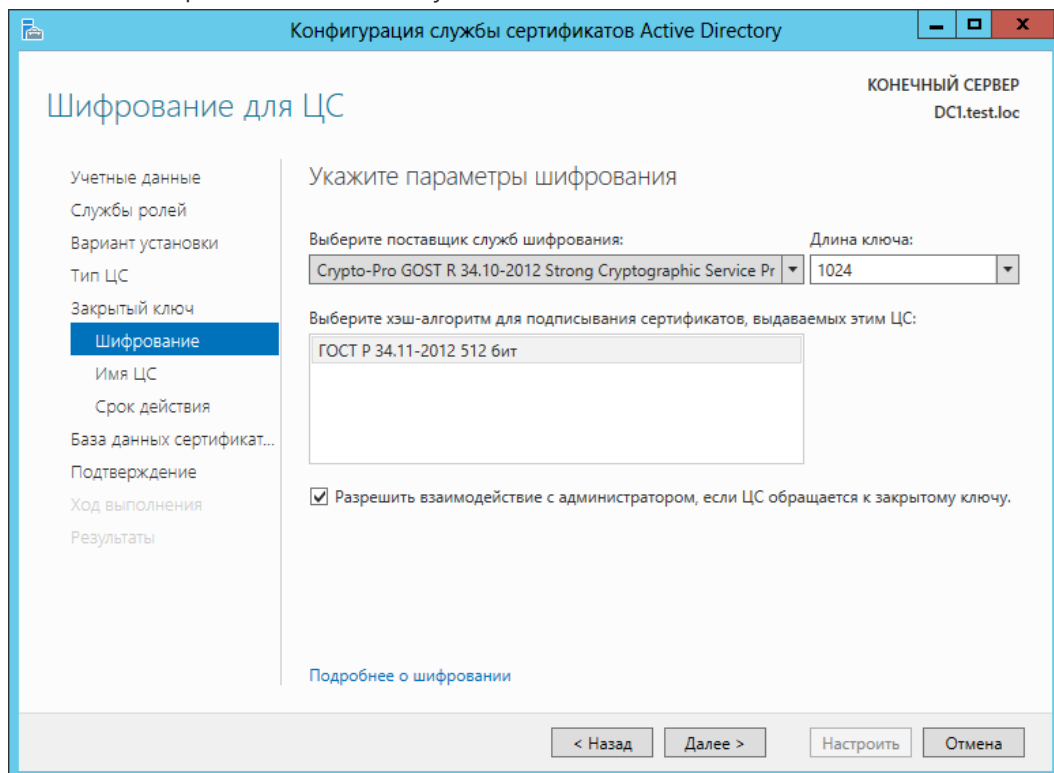 Конфигурация службы сертификатов Active Directory
Шифрование для ЦС
КОНЕЧНЫЙ СЕРВЕР
DC1.test.loc
Учетные данные
Службы ролей
Вариант установки
Тип ЦС
Закрытый ключ
Шифрование
Имя ЦС
Срок действия
База данных сертификат...
Подтверждение
Ход выполнения
Результаты
Укажите параметры шифрования
Выберите поставщик служб шифрования:
Длина ключа:
Crypto-Pro GOST R 34.10-2012 Strong Cryptographic Service Pr
1024
Выберите хэш-алгоритм для подписывания сертификатов, выдаваемых этим ЦС:
ГОСТ Р 34.11-2012 512 бит
Разрешить взаимодействие с администратором, если ЦС обращается к закрытому ключу.
Подробнее о шифровании
< Назад
Далее >
Настроить
Отмена